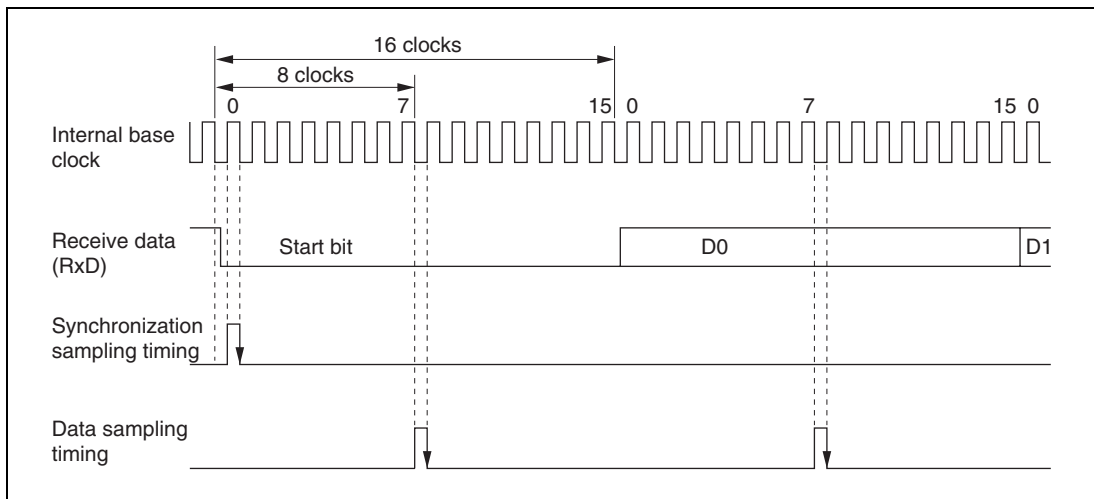 16 clocks
8 clocks
0 7 15 0 7 15 0
Internal base
clock
Receive data
(RxD)
Start bit D0 D1
Synchronization
sampling timing
Data sampling
timing